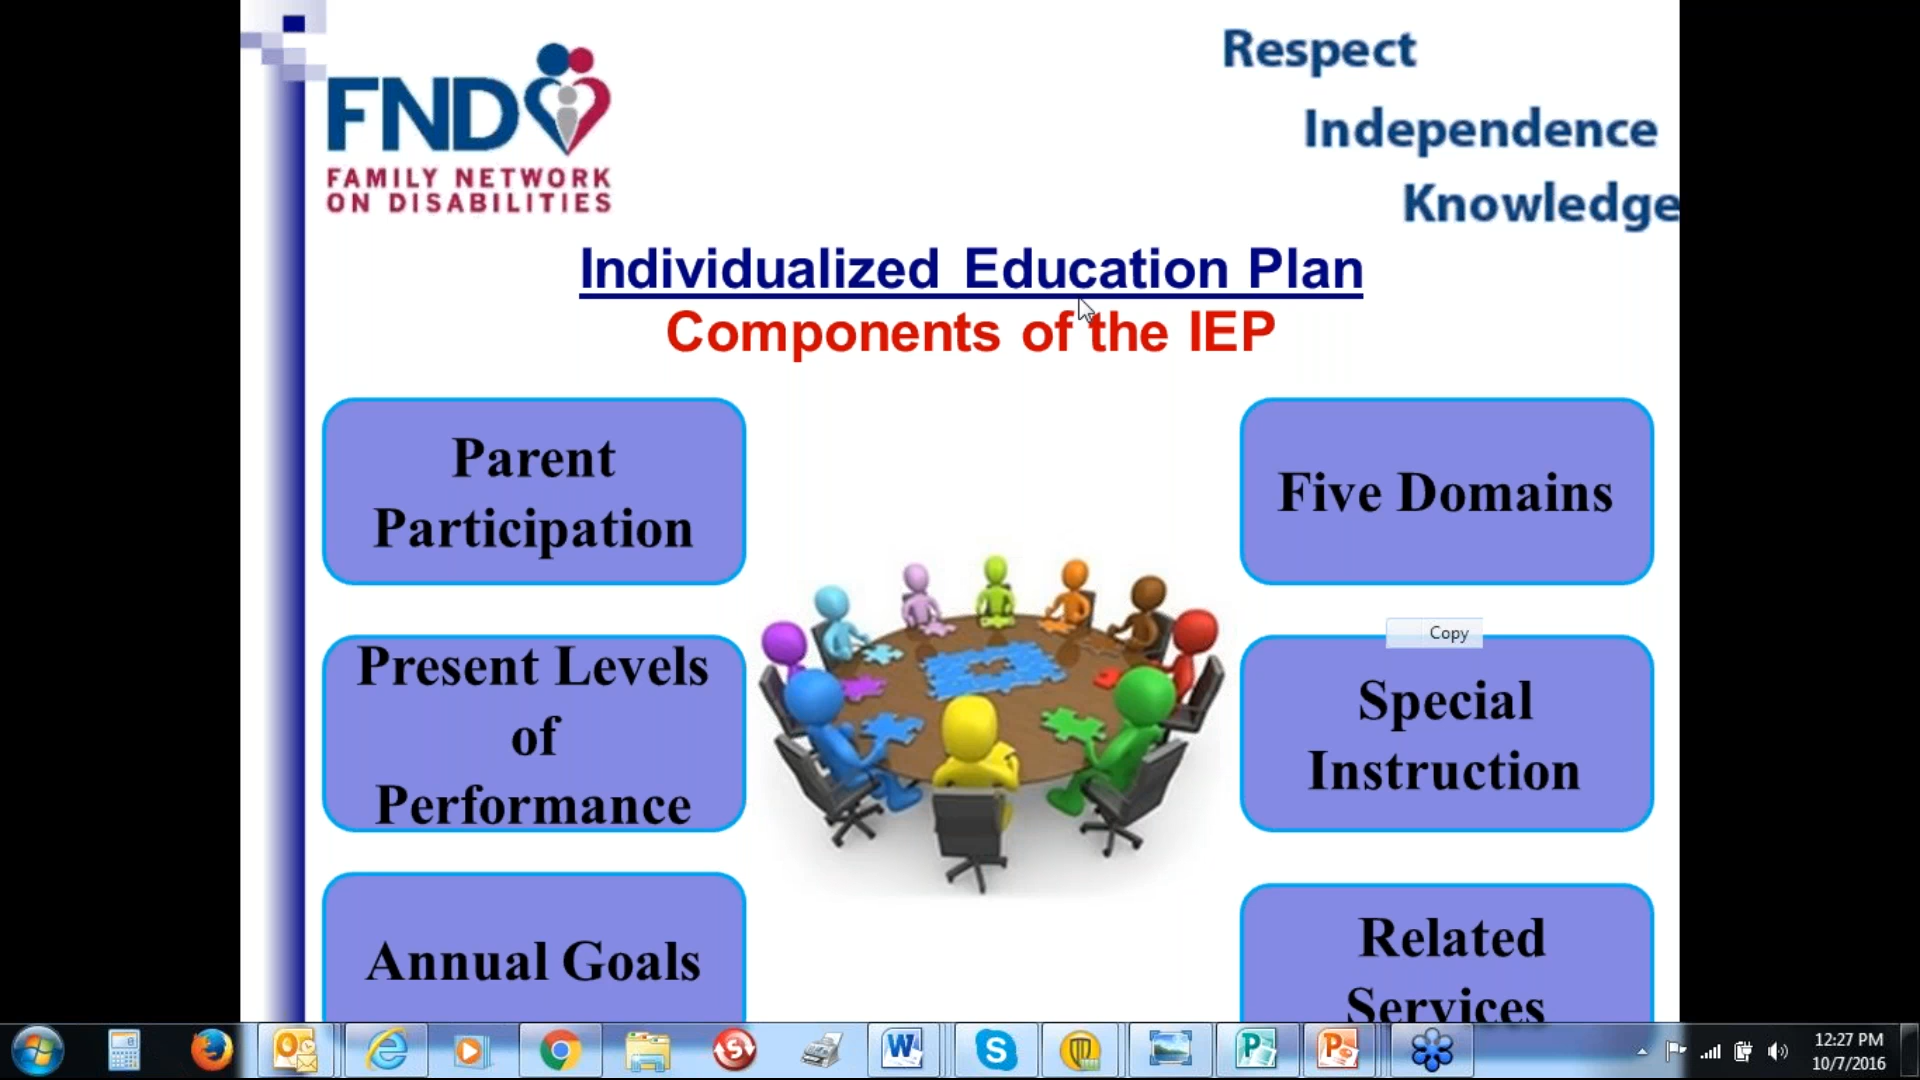 FND
FAMILY NETWORK
ON DISABILITIES
Respect
Independence
Knowledge
Individualized Education Plan
Components of the IEP
Parent
Participation
Five Domains
Copy
Present Levels
of
Performance
Special
Instruction
Annual Goals
Related
Services
12:27 PM
10/7/2016